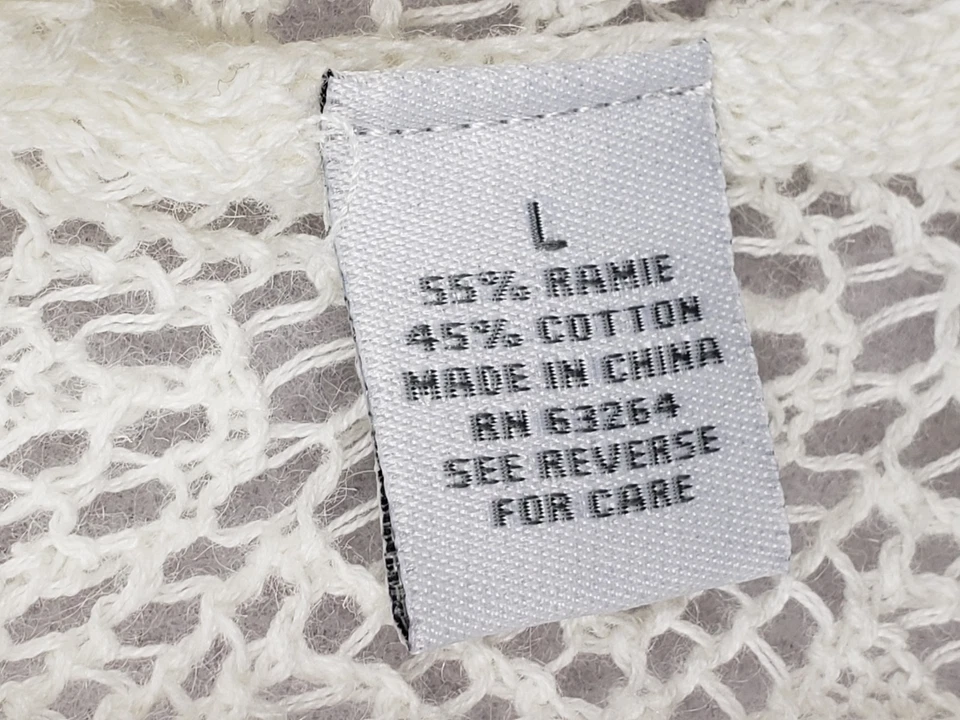 L
55% RAMIE
45% COTTON
MADE IN CHINA
RN 63264
SEE REVERSE
FOR CARE